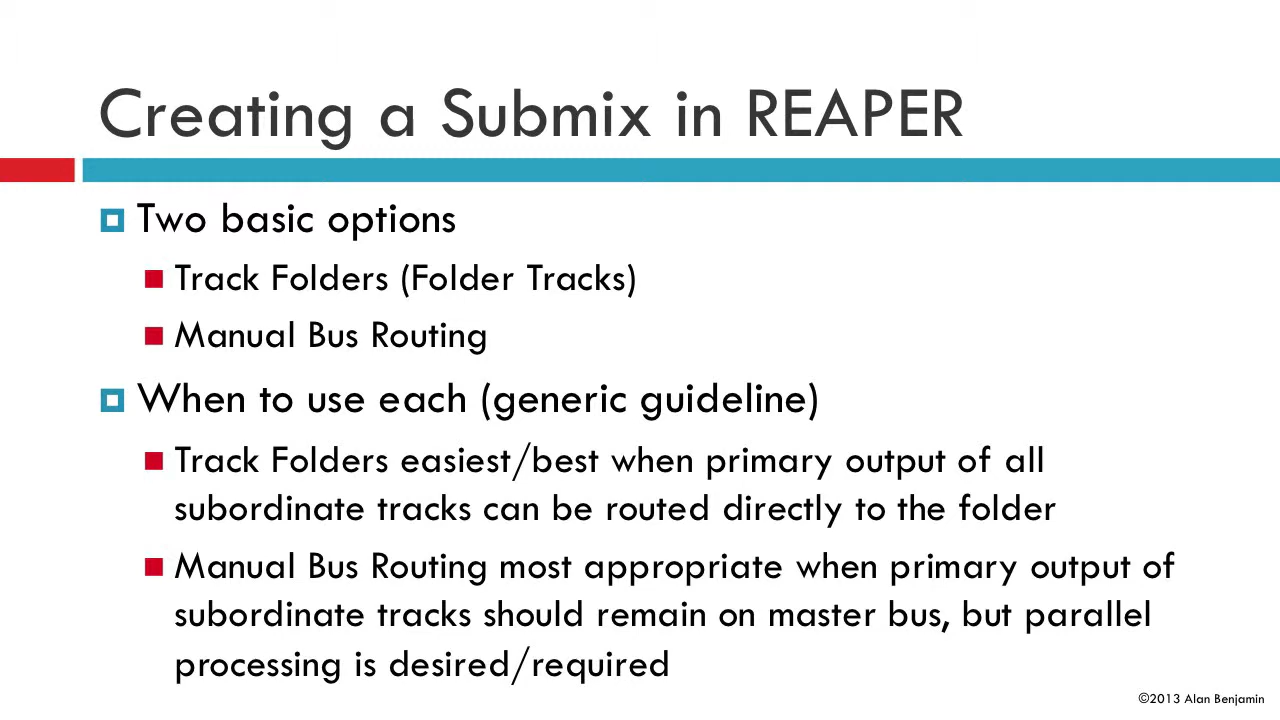 Creating a Submix in REAPER
Two basic options
Track Folders (Folder Tracks)
Manual Bus Routing
When to use each (generic guideline)
Track Folders easiest/best when primary output of all
subordinate tracks can be routed directly to the folder
Manual Bus Routing most appropriate when primary output of
subordinate tracks should remain on master bus, but parallel
processing is desired/required
©2013 Alan Benjamin